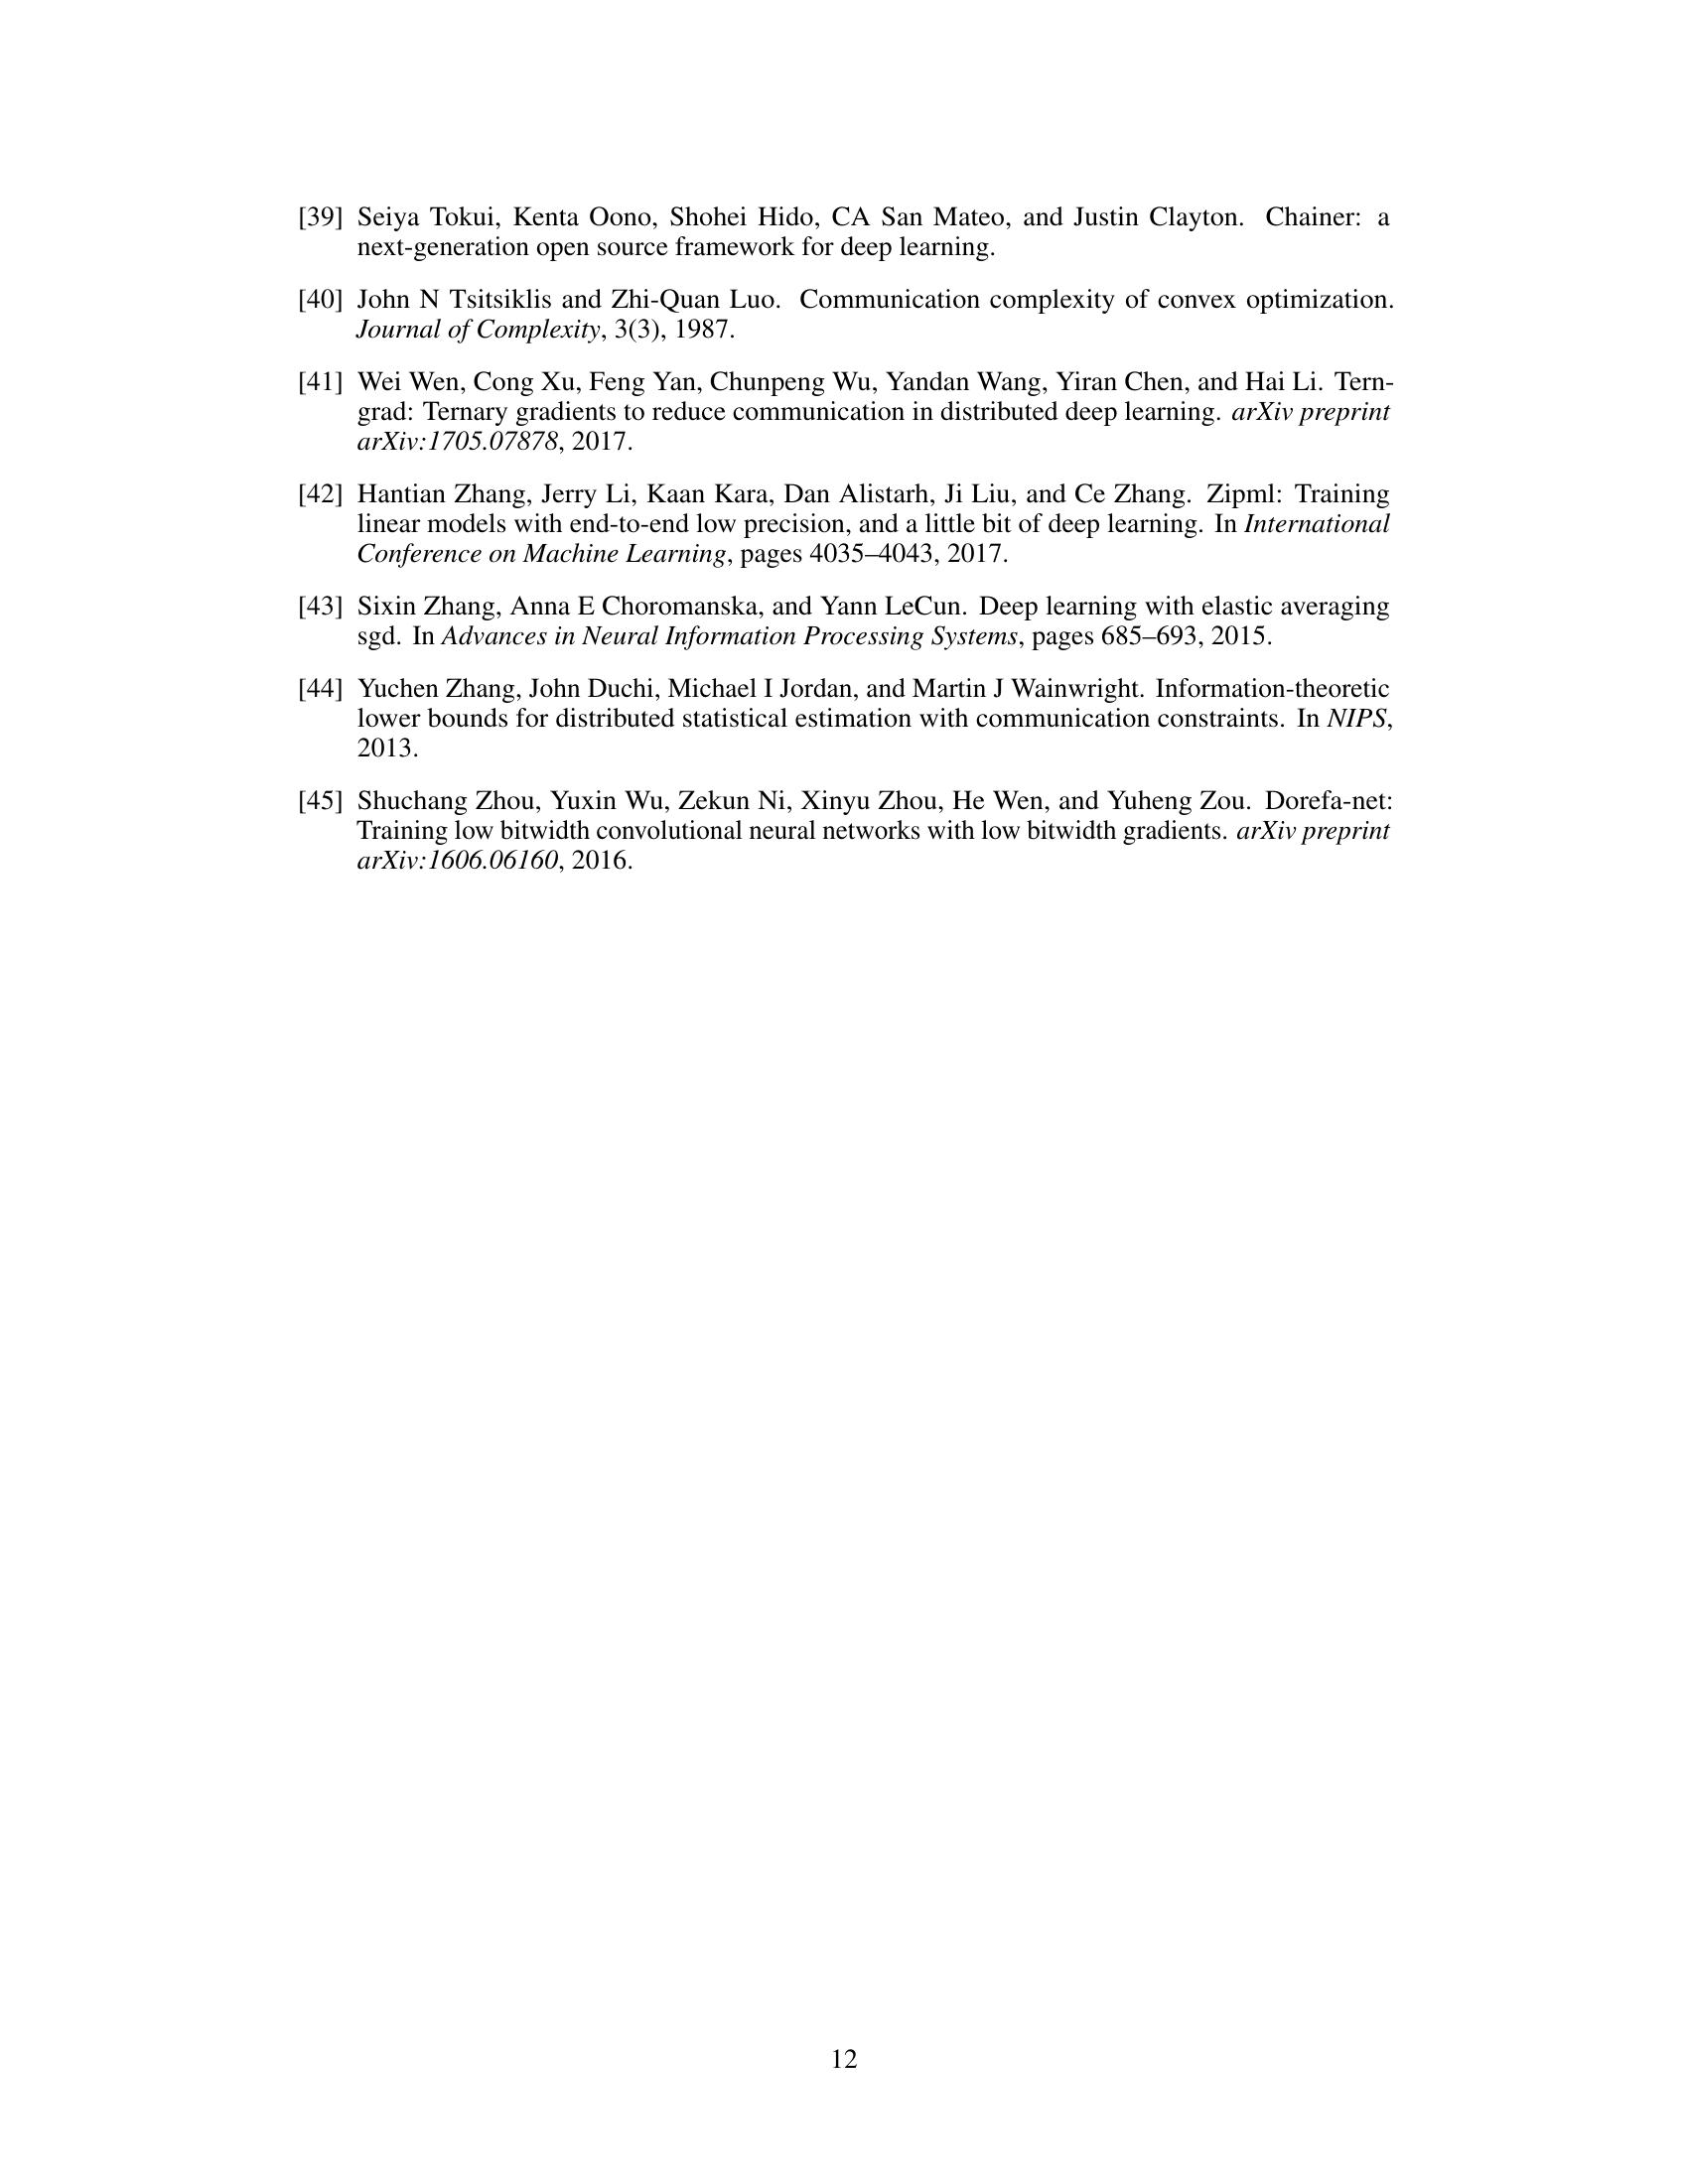 [39] Seiya Tokui, Kenta Oono, Shohei Hido, CA San Mateo, and Justin Clayton. Chainer: a
next-generation open source framework for deep learning.
[40] John N Tsitsiklis and Zhi-Quan Luo. Communication complexity of convex optimization.
Journal of Complexity, 3(3), 1987.
[41] Wei Wen, Cong Xu, Feng Yan, Chunpeng Wu, Yandan Wang, Yiran Chen, and Hai Li. Tern-
grad: Ternary gradients to reduce communication in distributed deep learning. arXiv preprint
arXiv:1705.07878, 2017.
[42] Hantian Zhang, Jerry Li, Kaan Kara, Dan Alistarh, Ji Liu, and Ce Zhang. Zipml: Training
linear models with end-to-end low precision, and a little bit of deep learning. In International
Conference on Machine Learning, pages 4035–4043, 2017.
[43] Sixin Zhang, Anna E Choromanska, and Yann LeCun. Deep learning with elastic averaging
sgd. In Advances in Neural Information Processing Systems, pages 685–693, 2015.
[44] Yuchen Zhang, John Duchi, Michael I Jordan, and Martin J Wainwright. Information-theoretic
lower bounds for distributed statistical estimation with communication constraints. In NIPS,
2013.
[45] Shuchang Zhou, Yuxin Wu, Zekun Ni, Xinyu Zhou, He Wen, and Yuheng Zou. Dorefa-net:
Training low bitwidth convolutional neural networks with low bitwidth gradients. arXiv preprint
arXiv:1606.06160, 2016.
12